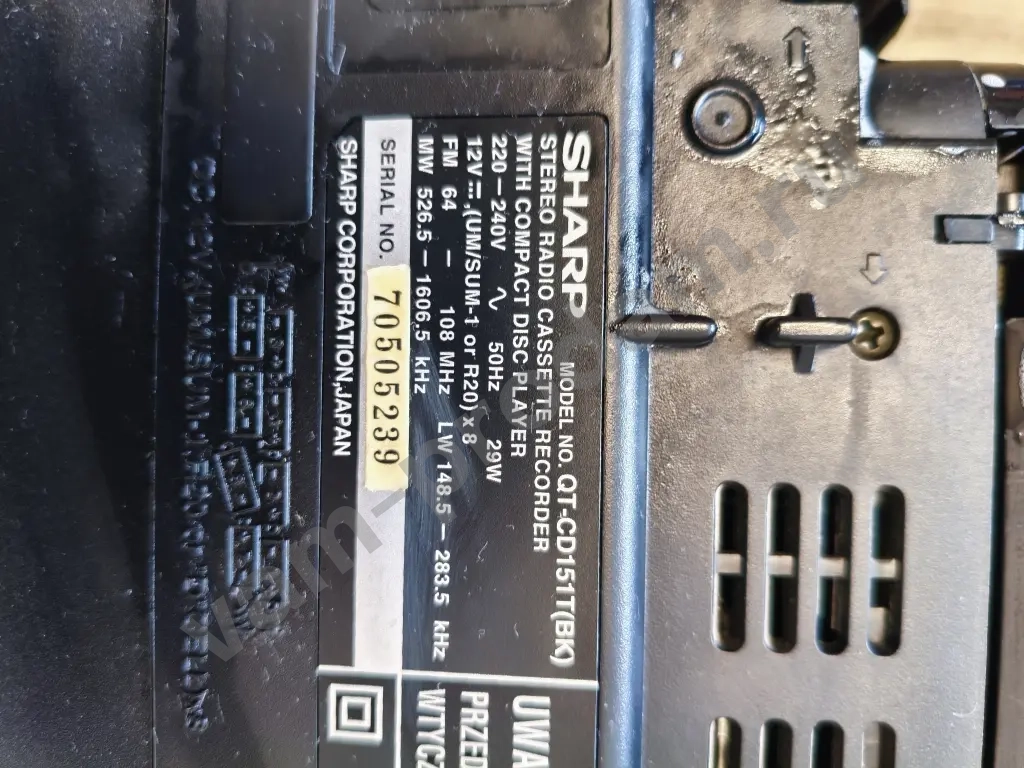 SHARP MODEL NO. QT-CD151T(BK)
STEREO RADIO CASSETTE RECORDER
WITH COMPACT DISC PLAYER
220–240V ∿ 50Hz 29W
12V⎓,(UM/SUM-1 or R20) x 8
FM 64 – 108 MHz LW 148.5 – 283.5 kHz
MW 526.5 – 1606.5 kHz
SERIAL NO. 70505239
SHARP CORPORATION,JAPAN
UWA
PRZED
WTYCZ